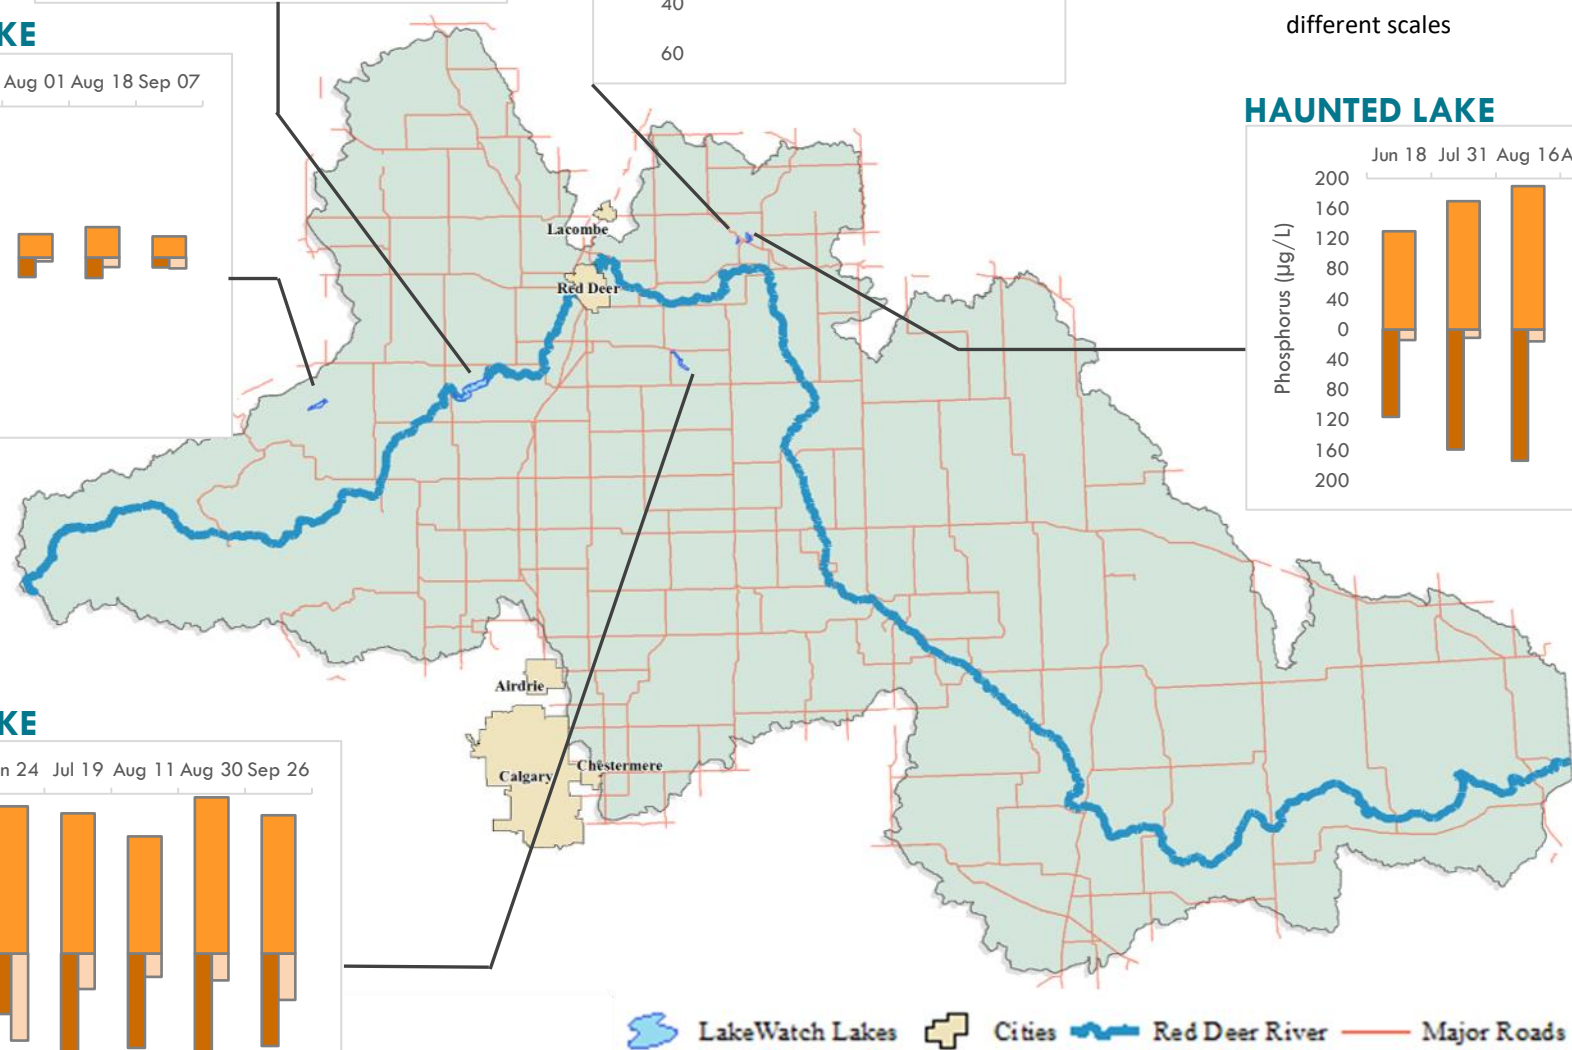 40
60
different scales
KE
Aug 01 Aug 18 Sep 07
HAUNTED LAKE
Jun 18 Jul 31 Aug 16
Phosphorus (µg/L)
200
160
120
80
40
0
40
80
120
160
200
Lacombe
Red Deer
Airdrie
Calgary
Chestermere
KE
n 24 Jul 19 Aug 11 Aug 30 Sep 26
LakeWatch Lakes Cities Red Deer River Major Roads